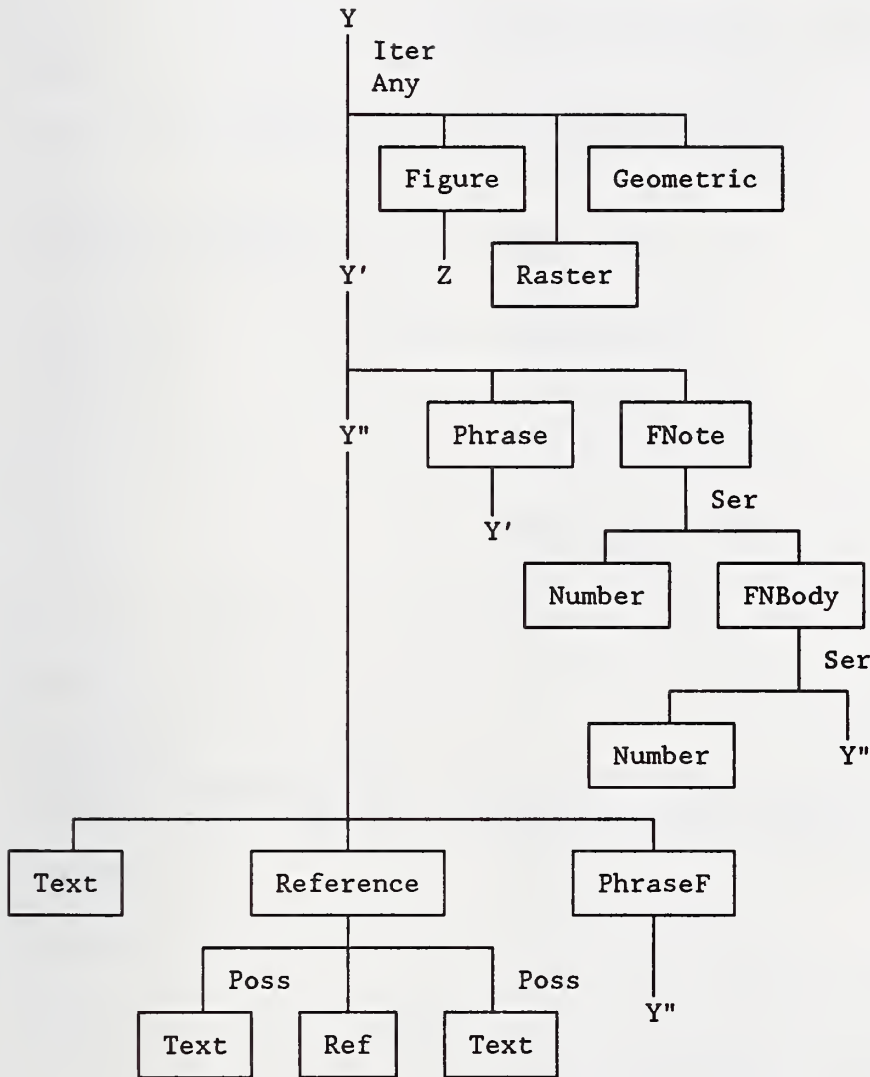 Y
Iter
Any
Figure
Geometric
Y'
Z
Raster
Y"
Phrase
FNote
Ser
Y'
Number
FNBody
Ser
Number
Y"
Text
Reference
PhraseF
Poss
Poss
Y"
Text
Ref
Text